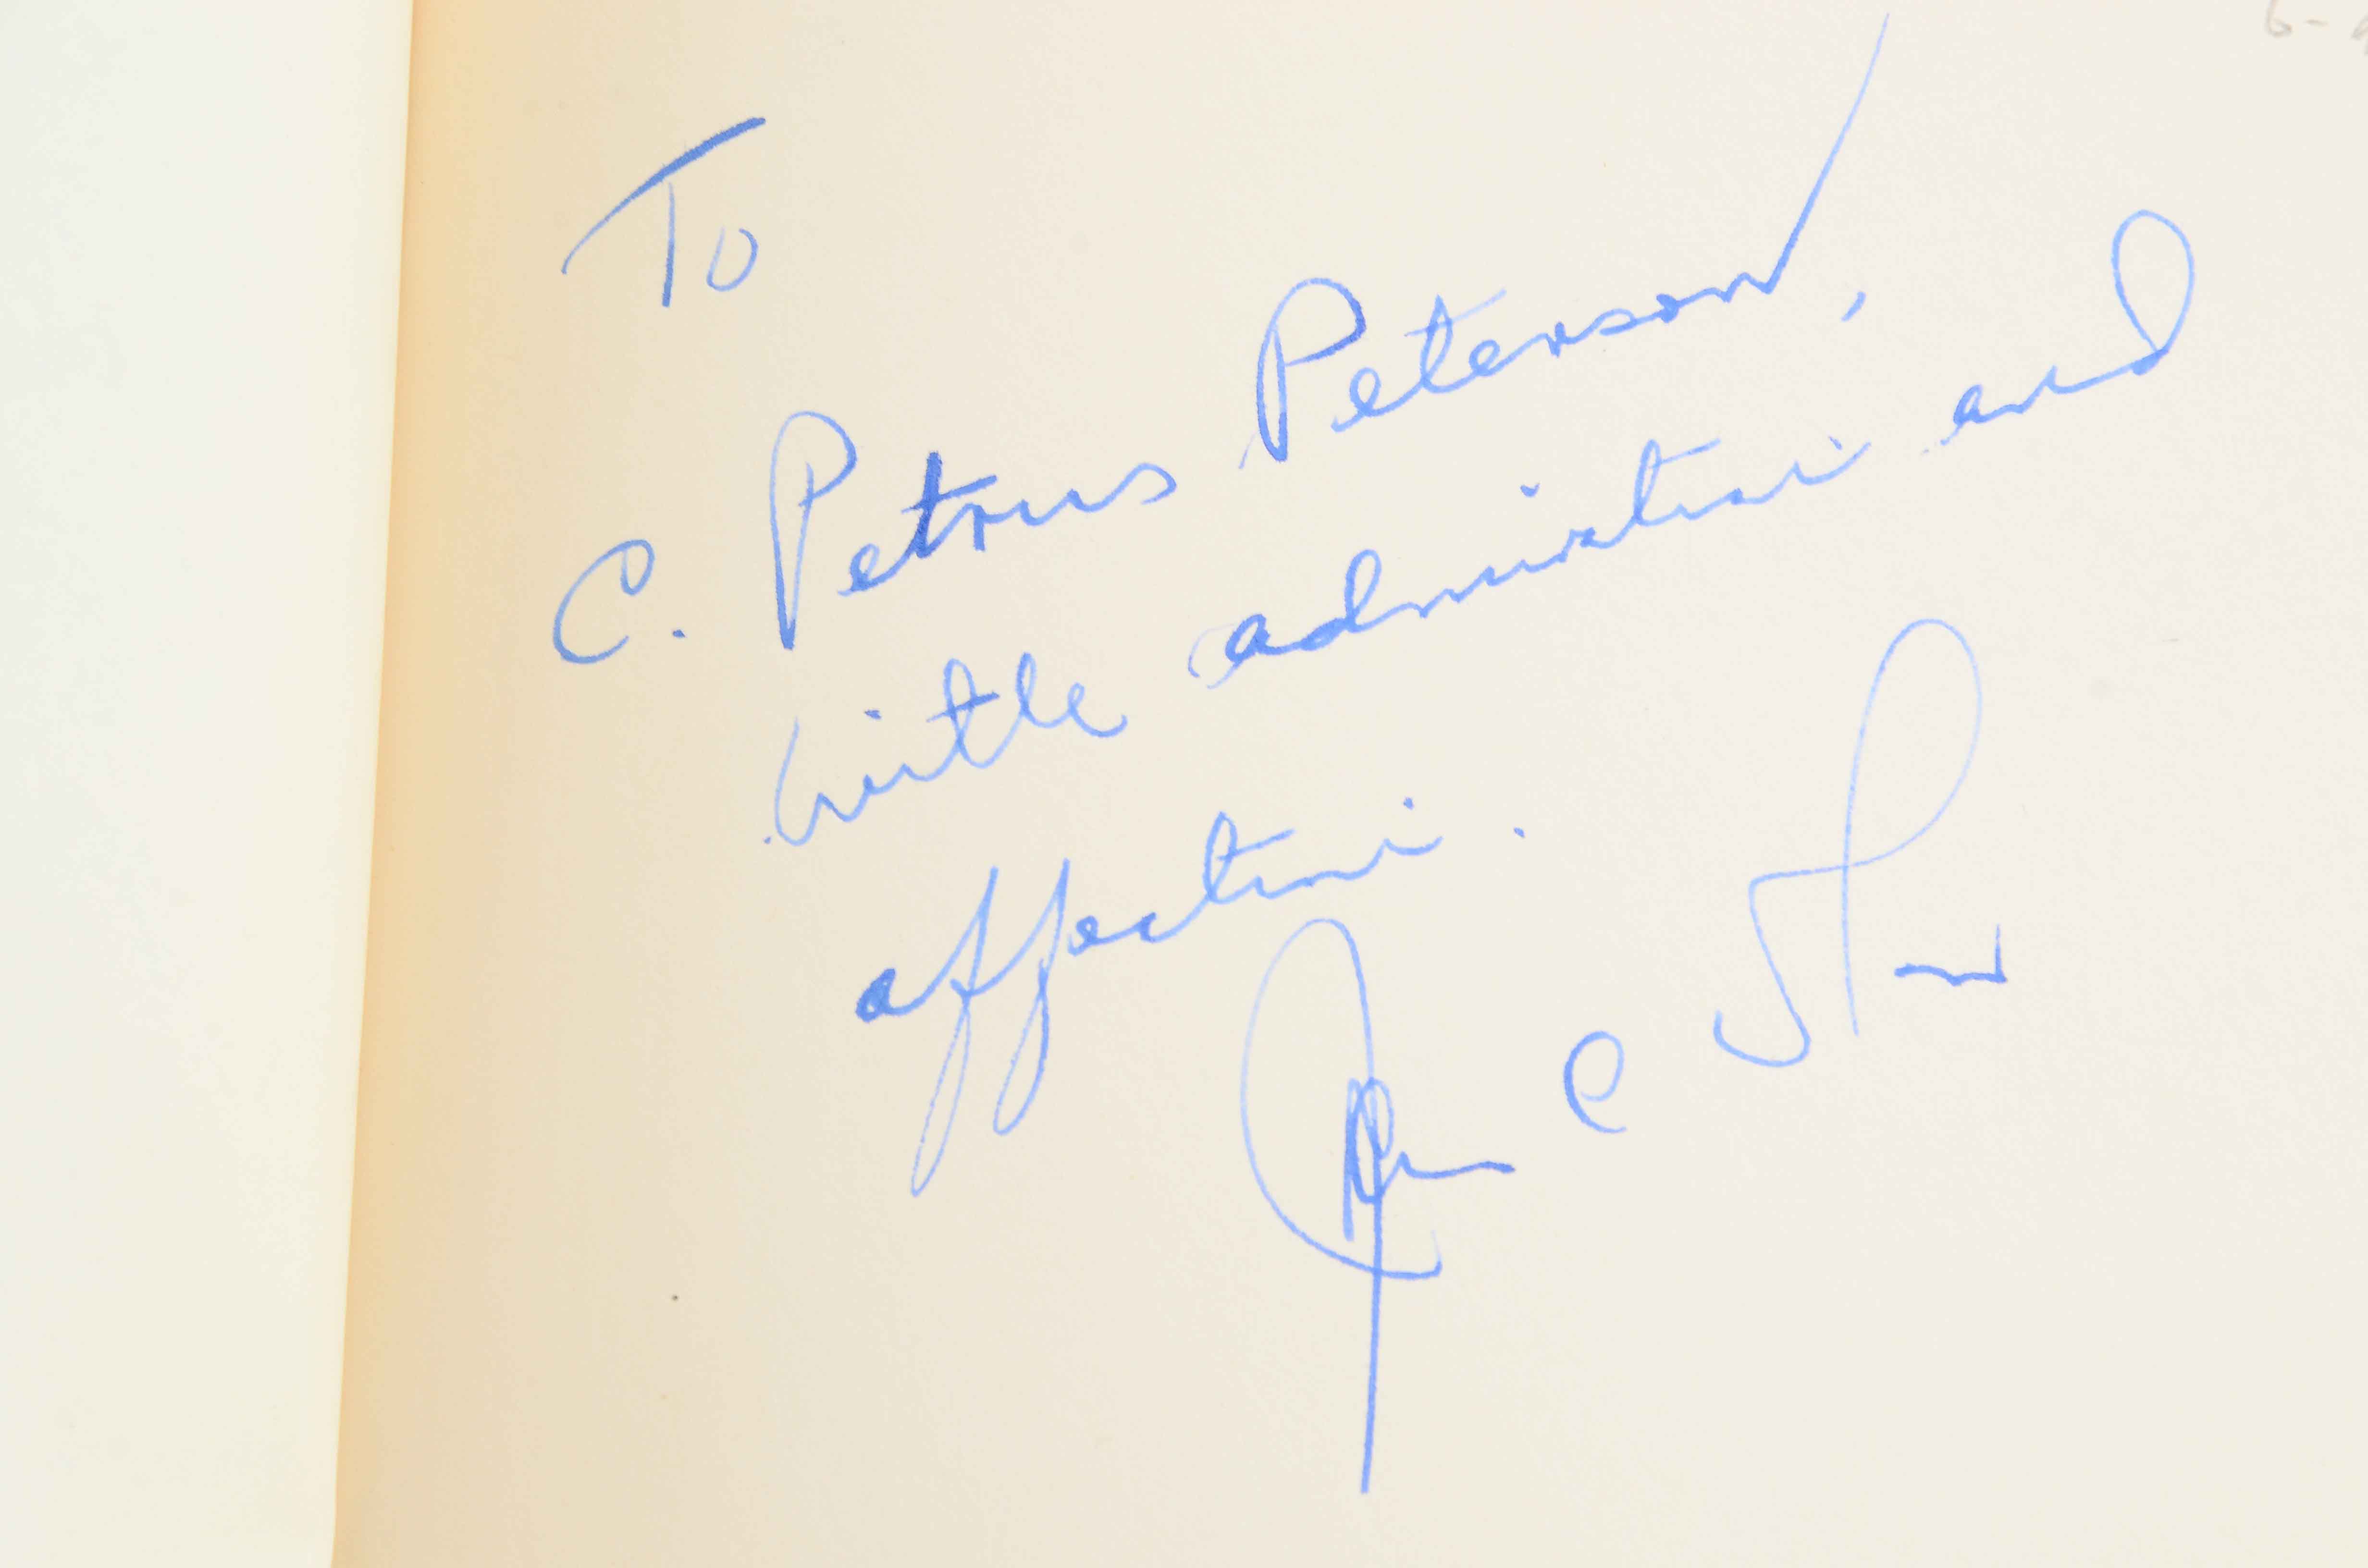 To
C. Petrus Peterson,
with admiration and
affection.